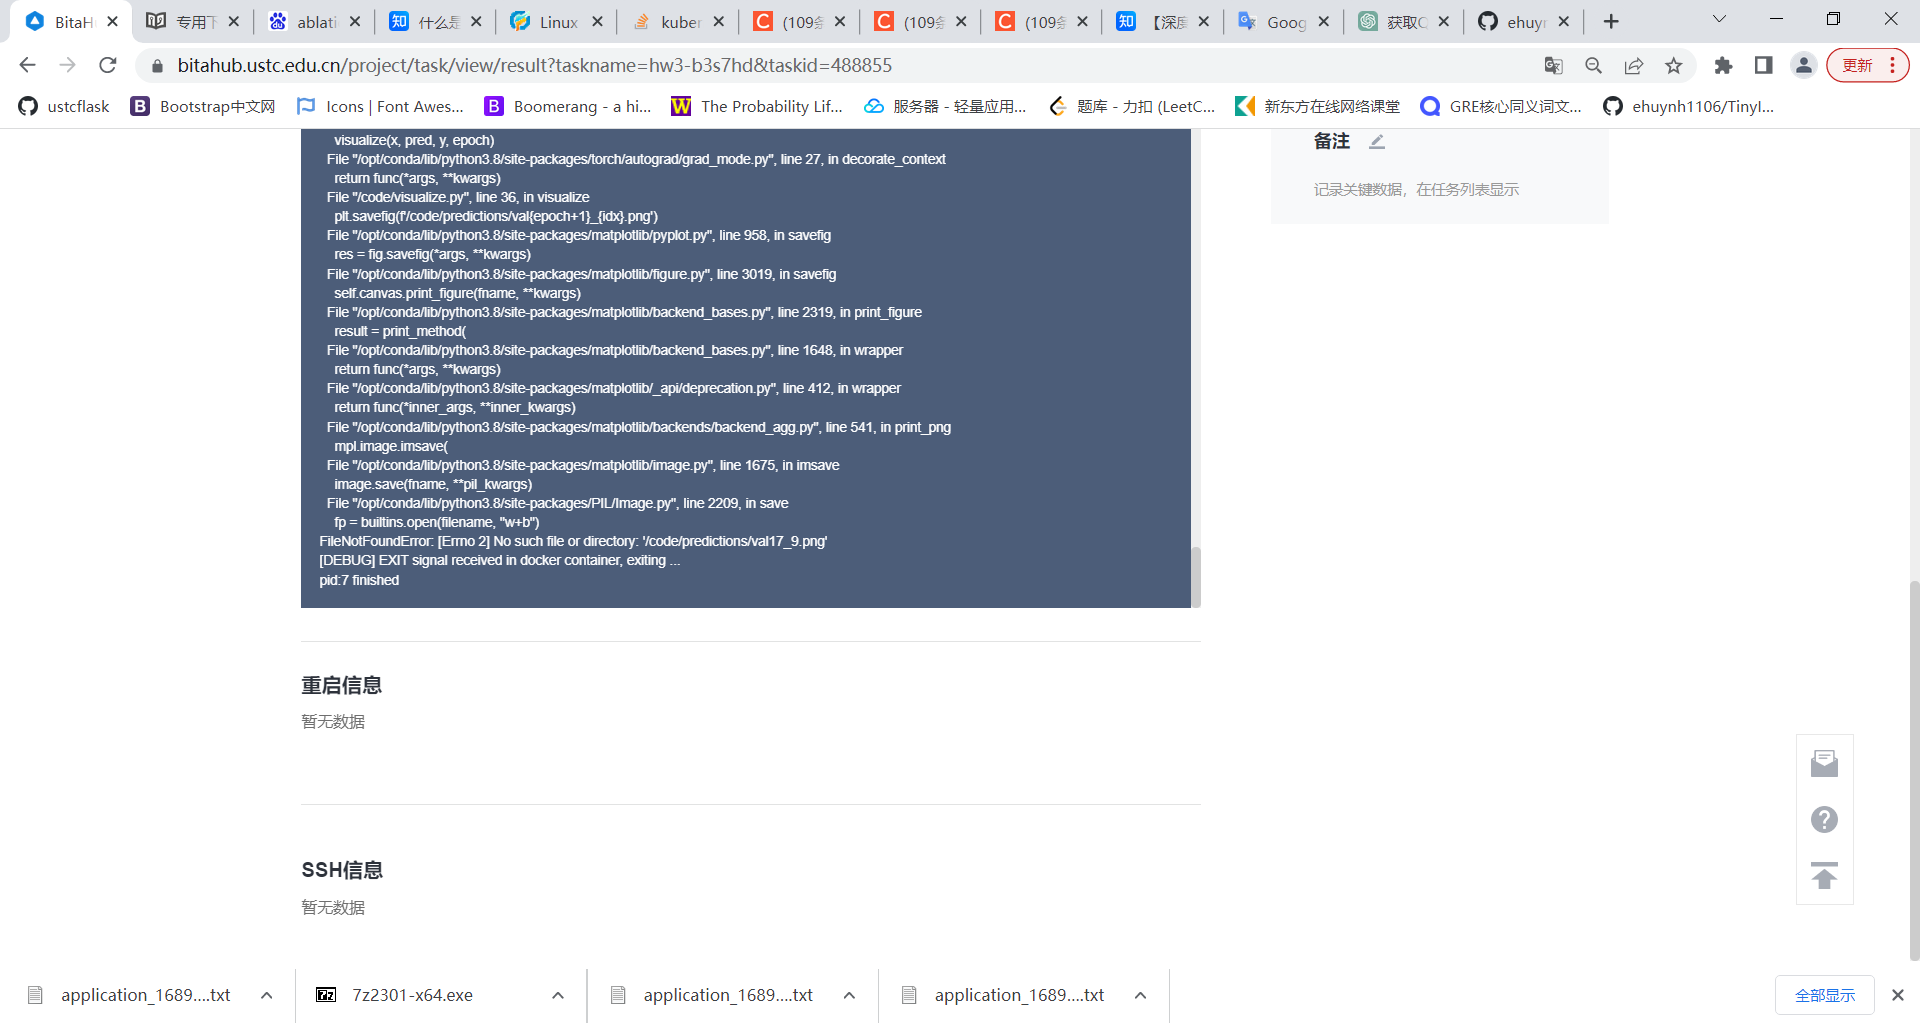 BitaH
专用下
ablati
什么是
Linux
kuber
(109条
(109条
(109条
【深度
Goog
获取Q
ehuyn
bitahub.ustc.edu.cn/project/task/view/result?taskname=hw3-b3s7hd&taskid=488855
更新
ustcflask
Bootstrap中文网
Icons | Font Awes...
Boomerang - a hi...
The Probability Lif...
服务器 - 轻量应用...
题库 - 力扣 (LeetC...
新东方在线网络课堂
GRE核心同义词文...
ehuynh1106/TinyI...
visualize(x, pred, y, epoch)
File "/opt/conda/lib/python3.8/site-packages/torch/autograd/grad_mode.py", line 27, in decorate_context
return func(*args, **kwargs)
File "/code/visualize.py", line 36, in visualize
plt.savefig(f'/code/predictions/val{epoch+1}_{idx}.png')
File "/opt/conda/lib/python3.8/site-packages/matplotlib/pyplot.py", line 958, in savefig
res = fig.savefig(*args, **kwargs)
File "/opt/conda/lib/python3.8/site-packages/matplotlib/figure.py", line 3019, in savefig
self.canvas.print_figure(fname, **kwargs)
File "/opt/conda/lib/python3.8/site-packages/matplotlib/backend_bases.py", line 2319, in print_figure
result = print_method(
File "/opt/conda/lib/python3.8/site-packages/matplotlib/backend_bases.py", line 1648, in wrapper
return func(*args, **kwargs)
File "/opt/conda/lib/python3.8/site-packages/matplotlib/_api/deprecation.py", line 412, in wrapper
return func(*inner_args, **inner_kwargs)
File "/opt/conda/lib/python3.8/site-packages/matplotlib/backends/backend_agg.py", line 541, in print_png
mpl.image.imsave(
File "/opt/conda/lib/python3.8/site-packages/matplotlib/image.py", line 1675, in imsave
image.save(fname, **pil_kwargs)
File "/opt/conda/lib/python3.8/site-packages/PIL/Image.py", line 2209, in save
fp = builtins.open(filename, "w+b")
FileNotFoundError: [Errno 2] No such file or directory: '/code/predictions/val17_9.png'
[DEBUG] EXIT signal received in docker container, exiting ...
pid:7 finished
备注
记录关键数据，在任务列表显示
重启信息
暂无数据
SSH信息
暂无数据
application_1689....txt
7z2301-x64.exe
application_1689....txt
application_1689....txt
全部显示